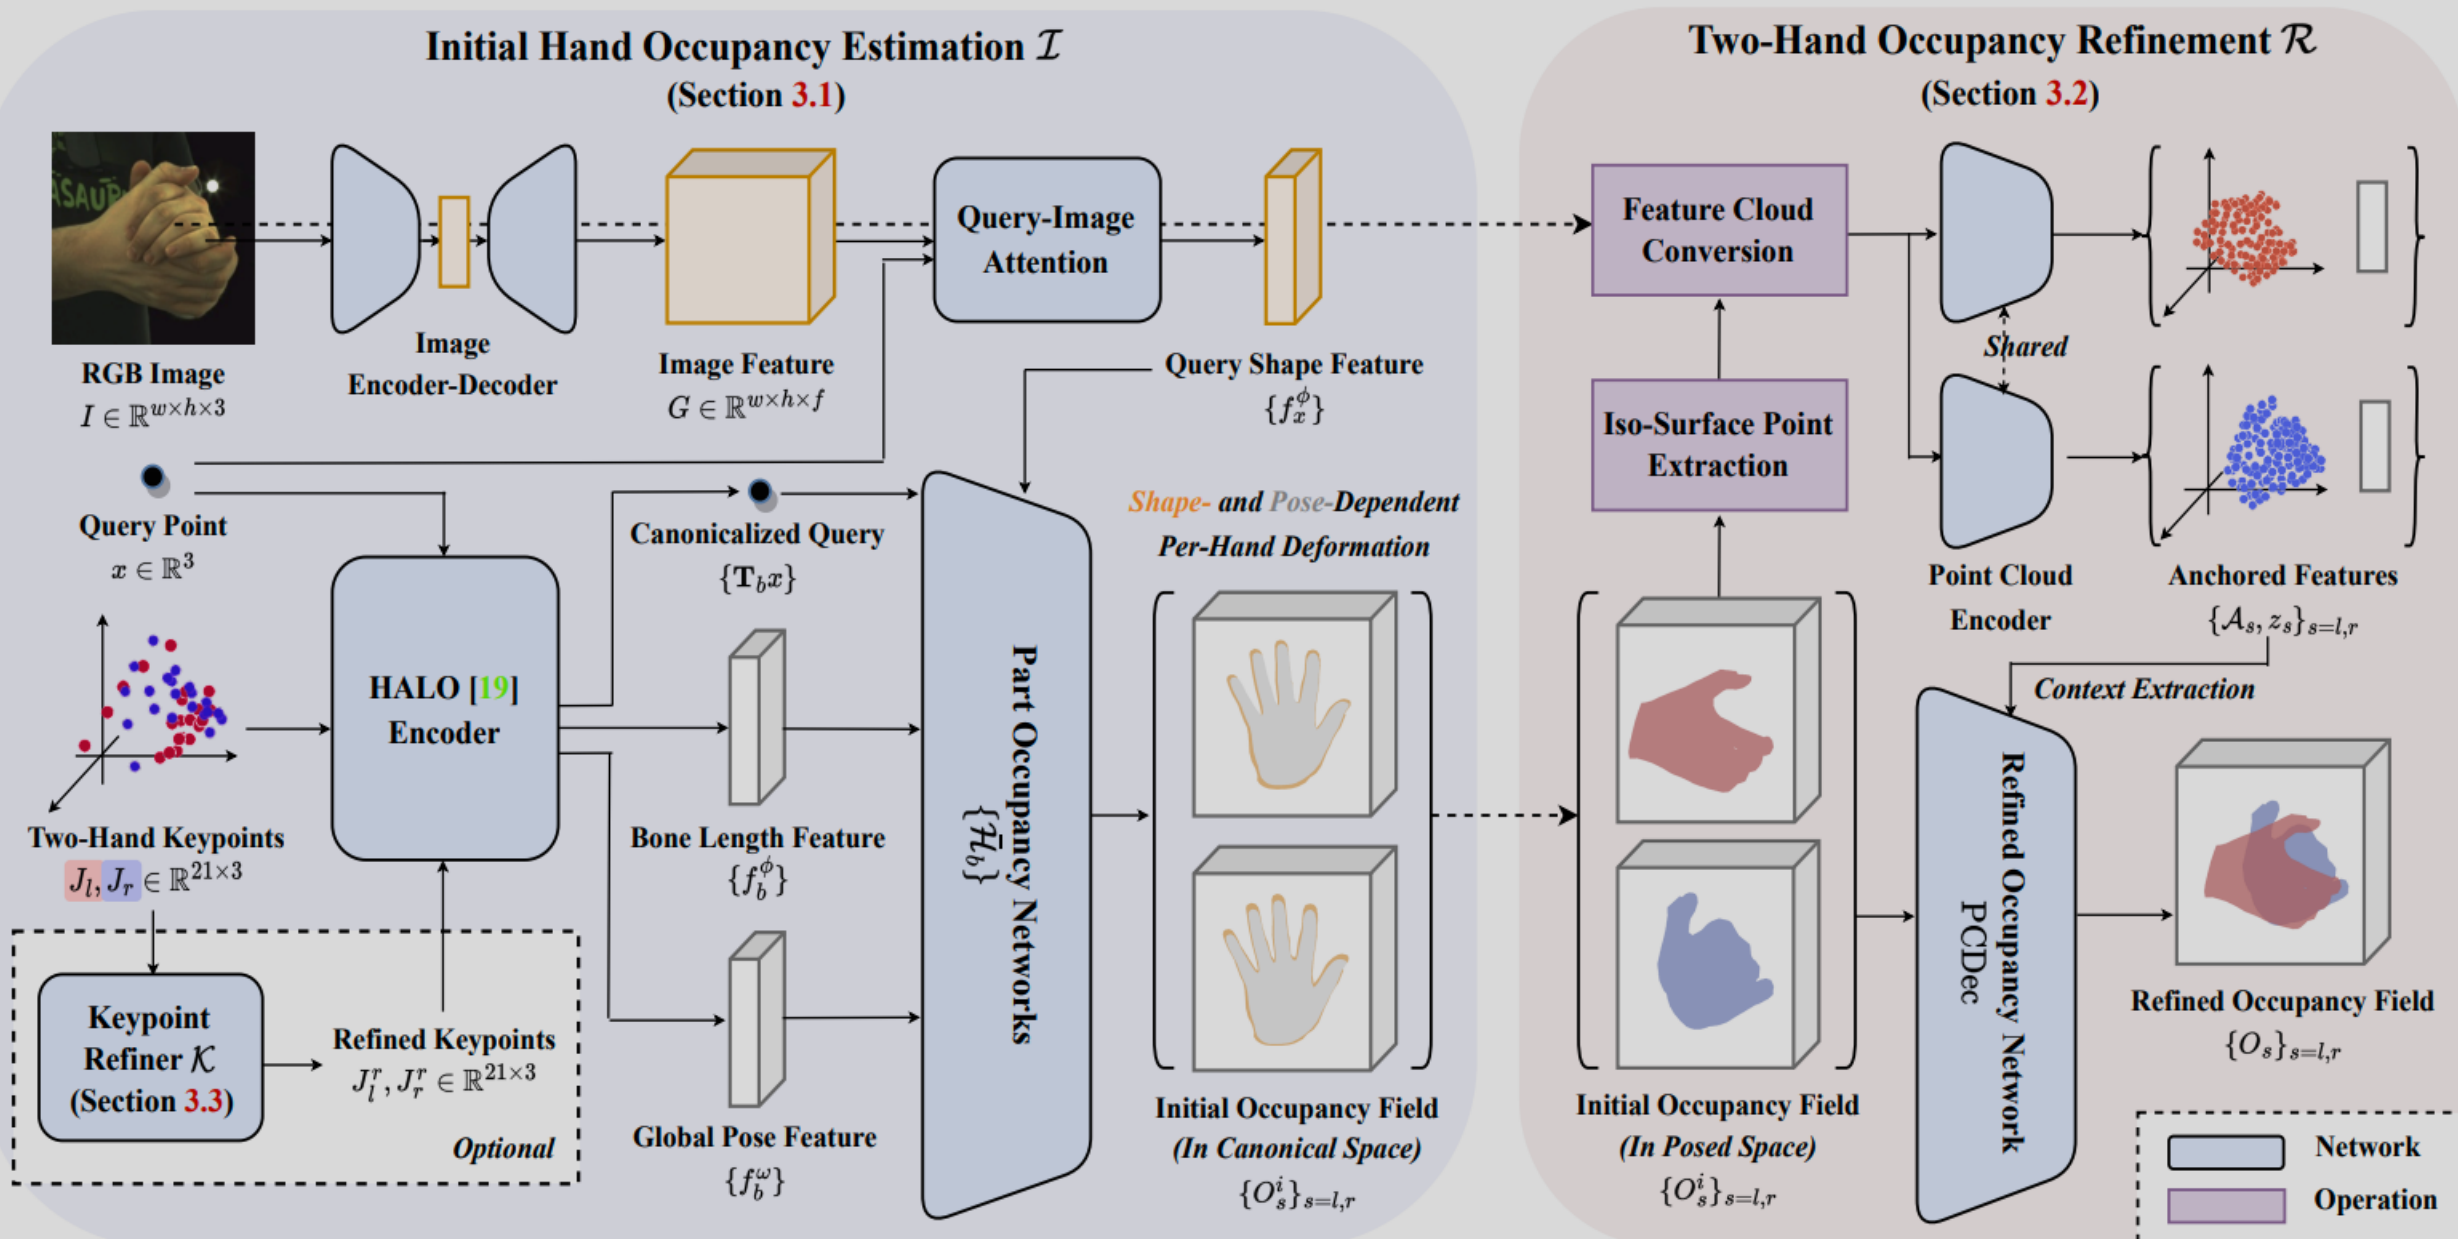 Initial Hand Occupancy Estimation ℐ
(Section 3.1)
ASAUR
RGB Image
I ∈ ℝ^{w×h×3}
Image
Encoder-Decoder
Image Feature
G ∈ ℝ^{w×h×f}
Query-Image
Attention
Query Shape Feature
{f_x^ϕ}
Query Point
x ∈ ℝ^3
Two-Hand Keypoints
J_l, J_r ∈ ℝ^{21×3}
HALO [19]
Encoder
Keypoint
Refiner 𝒦
(Section 3.3)
Refined Keypoints
J_l^r, J_r^r ∈ ℝ^{21×3}
Optional
Canonicalized Query
{T_b x}
Bone Length Feature
{f_b^ϕ}
Global Pose Feature
{f_b^ω}
Part Occupancy Networks
{ℋ̄_b}
Shape- and Pose-Dependent
Per-Hand Deformation
Initial Occupancy Field
(In Canonical Space)
{O_s^i}_{s=l,r}
Two-Hand Occupancy Refinement ℛ
(Section 3.2)
Feature Cloud
Conversion
Iso-Surface Point
Extraction
Initial Occupancy Field
(In Posed Space)
{O_s^i}_{s=l,r}
Shared
Point Cloud
Encoder
Anchored Features
{𝒜_s, z_s}_{s=l,r}
Context Extraction
Refined Occupancy Network
PCDec
Refined Occupancy Field
{O_s}_{s=l,r}
Network
Operation